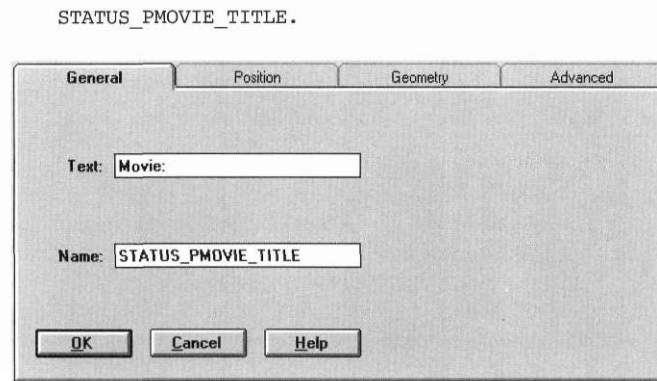 STATUS_PMOVIE_TITLE.
General Position Geometry Advanced
Text: Movie:
Name: STATUS_PMOVIE_TITLE
OK Cancel Help